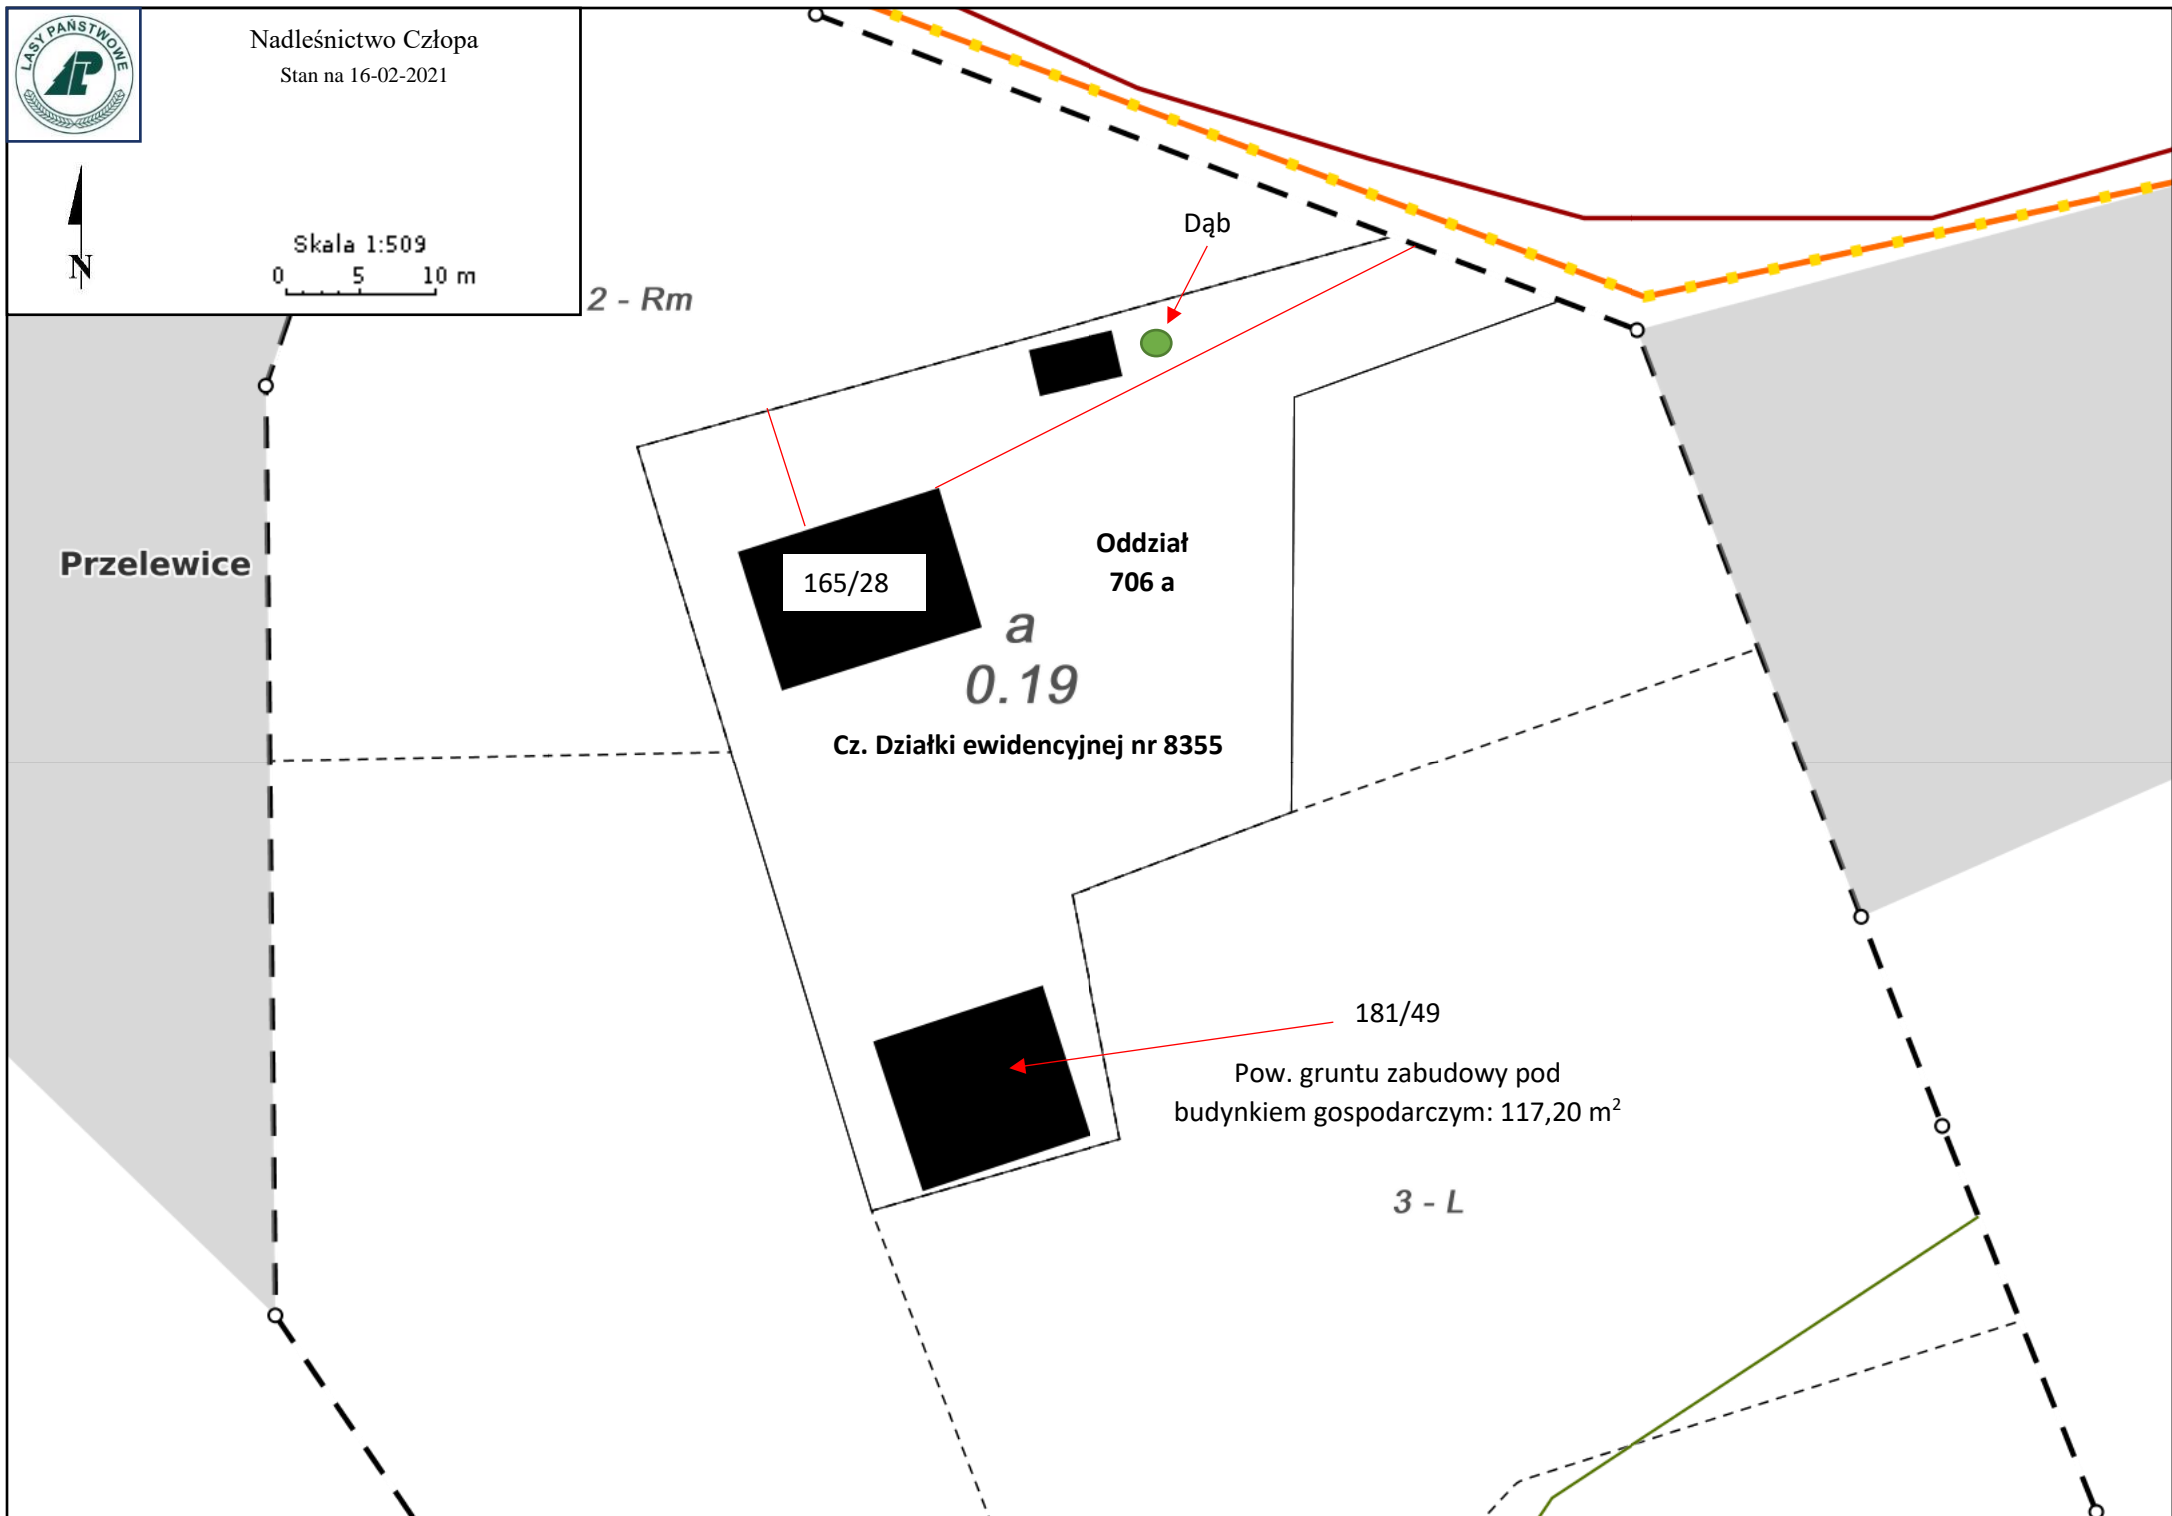 LASY PAŃSTWOWE
Nadleśnictwo Człopa
Stan na 16-02-2021
N
Skala 1:509
0 5 10 m
2 - Rm
Dąb
Przelewice
165/28
Oddział
706 a
a
0.19
Cz. Działki ewidencyjnej nr 8355
181/49
Pow. gruntu zabudowy pod
budynkiem gospodarczym: 117,20 m²
3 - L